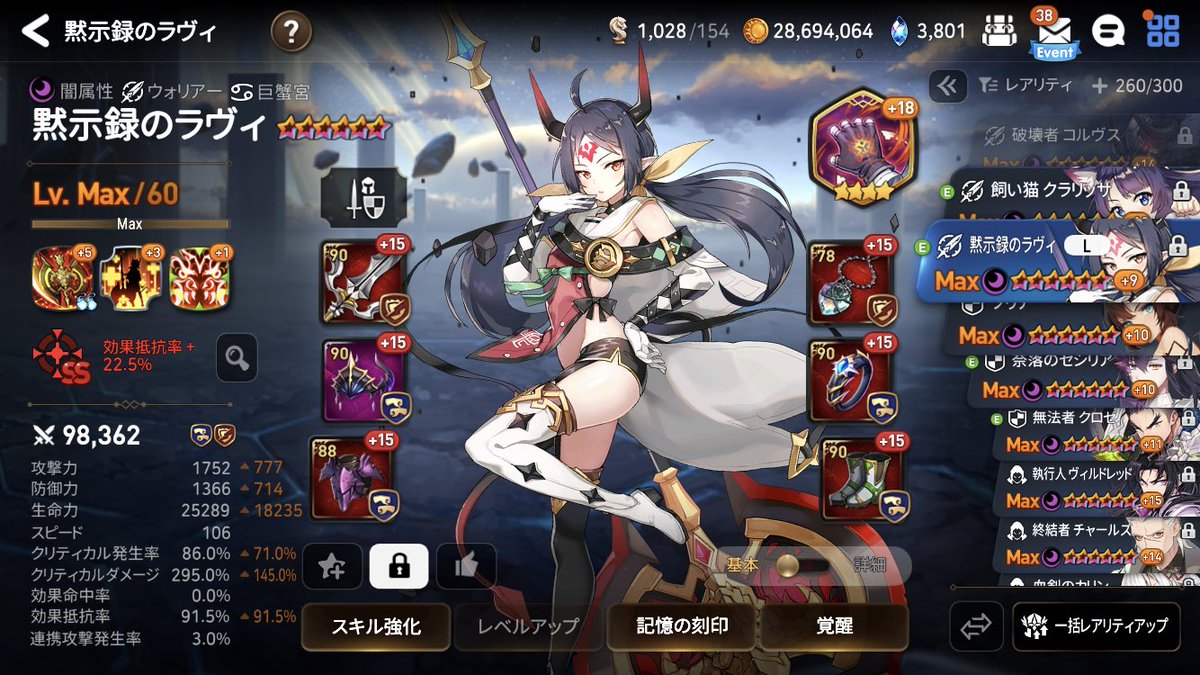 黙示録のラヴィ
?
1,028/154
28,694,064
3,801
38
Event
闇属性 ウォリアー 巨蟹宮
黙示録のラヴィ
Lv. Max/60
Max
+5
+3
+1
効果抵抗率 +
22.5%
SS
98,362
攻撃力 1752 777
防御力 1366 714
生命力 25289 18235
スピード 106
クリティカル発生率 86.0% 71.0%
クリティカルダメージ 295.0% 145.0%
効果命中率 0.0%
効果抵抗率 91.5% 91.5%
連携攻撃発生率 3.0%
90 +15
90 +15
88 +15
+18
78 +15
90 +15
90 +15
基本 詳細
スキル強化
レベルアップ
記憶の刻印
覚醒
レアリティ
260/300
破壊者 コルヴス
Max +14
E 飼い猫 クラリッサ
E 黙示録のラヴィ L
Max +9
Max +10
E 奈落のセシリア
Max +10
E 無法者 クロゼ
Max +11
執行人 ヴィルドレッド
Max +15
終結者 チャールズ
Max +14
血剣のカリン
一括レアリティアップ